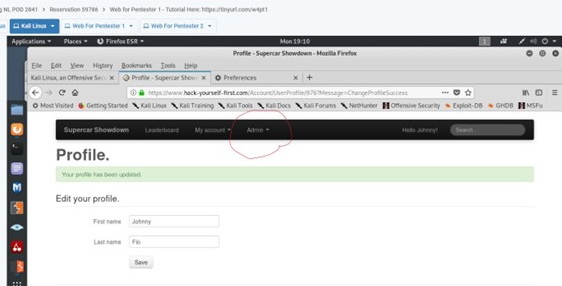 ng NL POD 2841 > Reservation 59786 > Web for Pentester 1 - Tutorial Here: https://tinyurl.com/w4pt1
Kali Linux Web For Pentester 1 Web For Pentester 2
Applications Places Firefox ESR Mon 19:10 1
Profile - Supercar Showdown - Mozilla Firefox
File Edit View History Bookmarks Tools Help
Kali Linux, an Offensive Sec Profile - Supercar Showdow Preferences
https://www.hack-yourself-first.com/Account/UserProfile/976?Message=ChangeProfileSuccess
Most Visited Getting Started Kali Linux Kali Training Kali Tools Kali Docs Kali Forums NetHunter Offensive Security Exploit-DB GHDB MSFu
Supercar Showdown Leaderboard My account Admin Hello Johnny! Search
Profile.
Your profile has been updated.
Edit your profile.
First name Johnny
Last name
Save